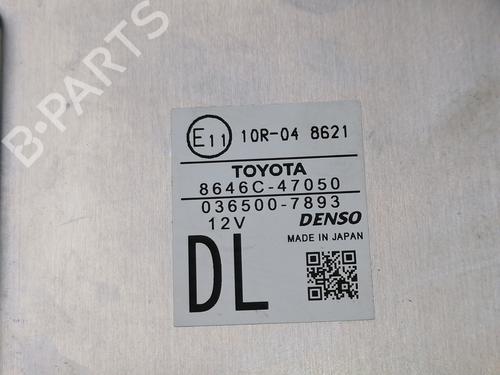 B-PARTS
E11 10R-04 8621
TOYOTA
8646C-47050
036500-7893
12V DENSO
MADE IN JAPAN
DL